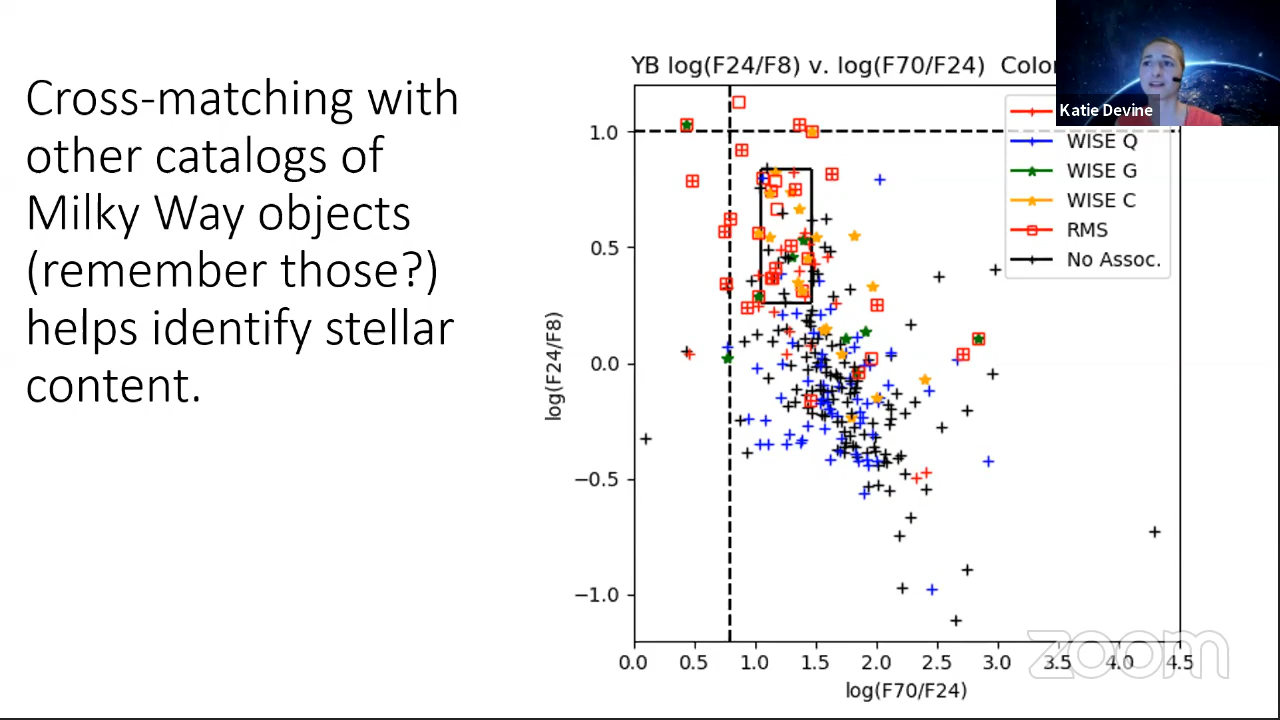 Cross-matching with
other catalogs of
Milky Way objects
(remember those?)
helps identify stellar
content.
YB log(F24/F8) v. log(F70/F24)
Katie Devine
WISE Q
WISE G
WISE C
RMS
No Assoc.
log(F24/F8)
1.0
0.5
0.0
−0.5
−1.0
0.0 0.5 1.0 1.5 2.0 2.5 3.0 3.5 4.0 4.5
log(F70/F24)
zoom